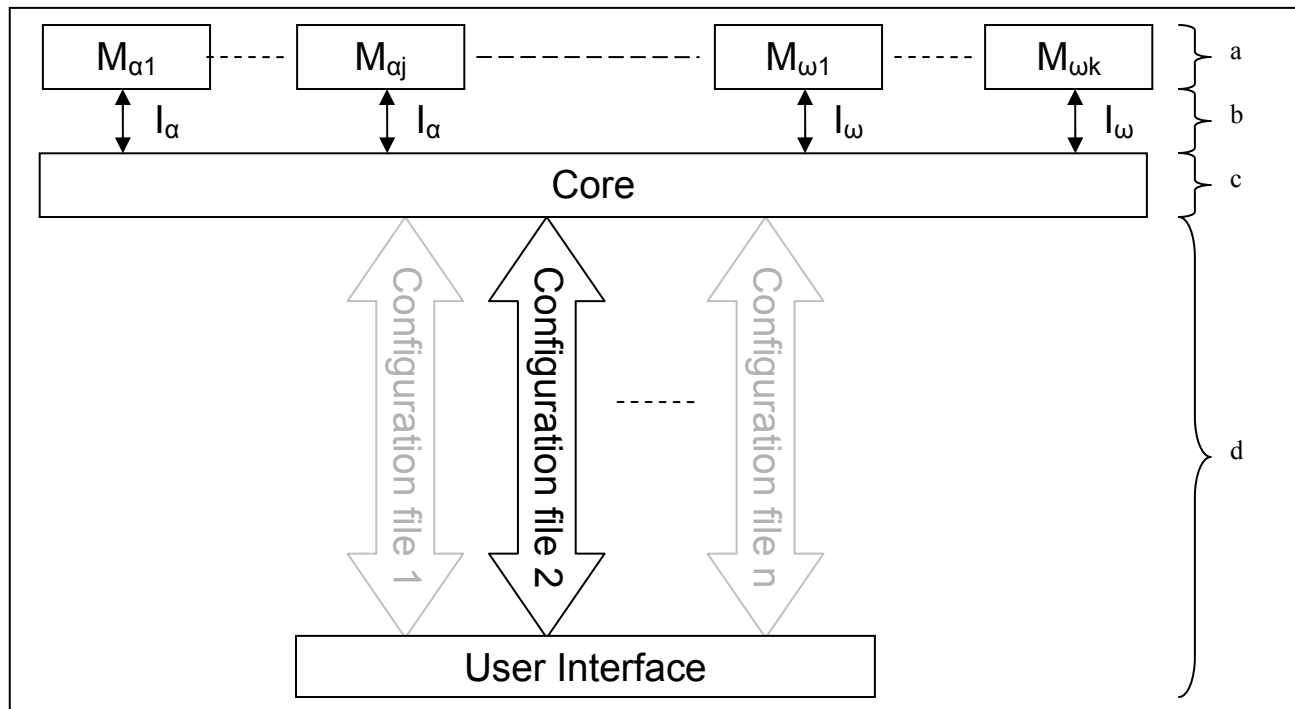 Mα1
Mαj
Mω1
Mωk
a
Iα
Iα
Iω
Iω
b
Core
c
Configuration file 1
Configuration file 2
Configuration file n
d
User Interface